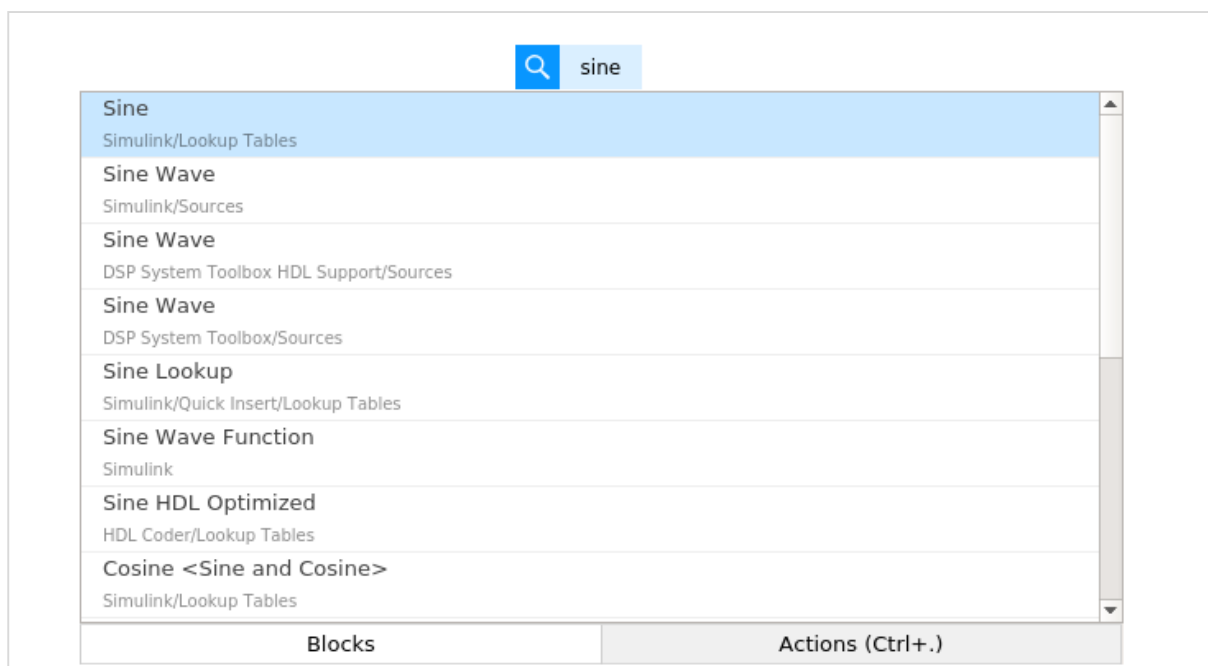 sine
Sine
Simulink/Lookup Tables
Sine Wave
Simulink/Sources
Sine Wave
DSP System Toolbox HDL Support/Sources
Sine Wave
DSP System Toolbox/Sources
Sine Lookup
Simulink/Quick Insert/Lookup Tables
Sine Wave Function
Simulink
Sine HDL Optimized
HDL Coder/Lookup Tables
Cosine <Sine and Cosine>
Simulink/Lookup Tables
Blocks Actions (Ctrl+.)